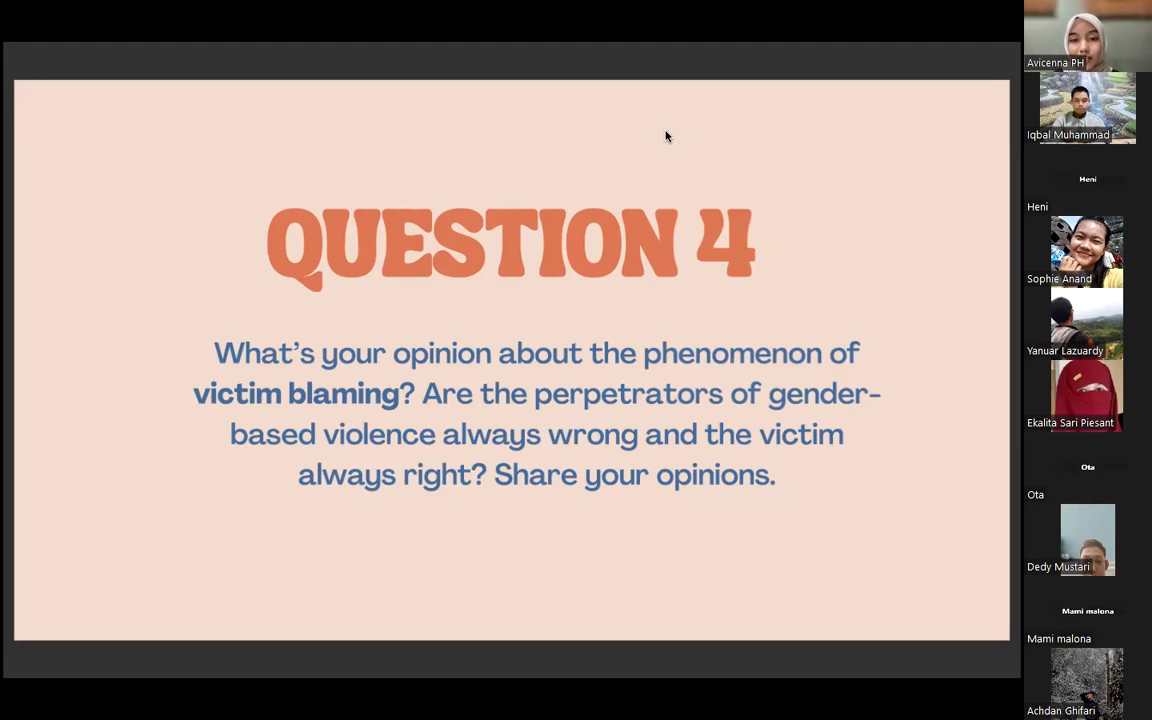 QUESTION 4
What's your opinion about the phenomenon of
victim blaming? Are the perpetrators of gender-
based violence always wrong and the victim
always right? Share your opinions.
Avicenna PH
Iqbal Muhammad
Heni
Heni
Sophie Anand
Yanuar Lazuardy
Ekalita Sari Piesant
Ota
Ota
Dedy Mustari
Mami malona
Mami malona
Achdan Ghifari